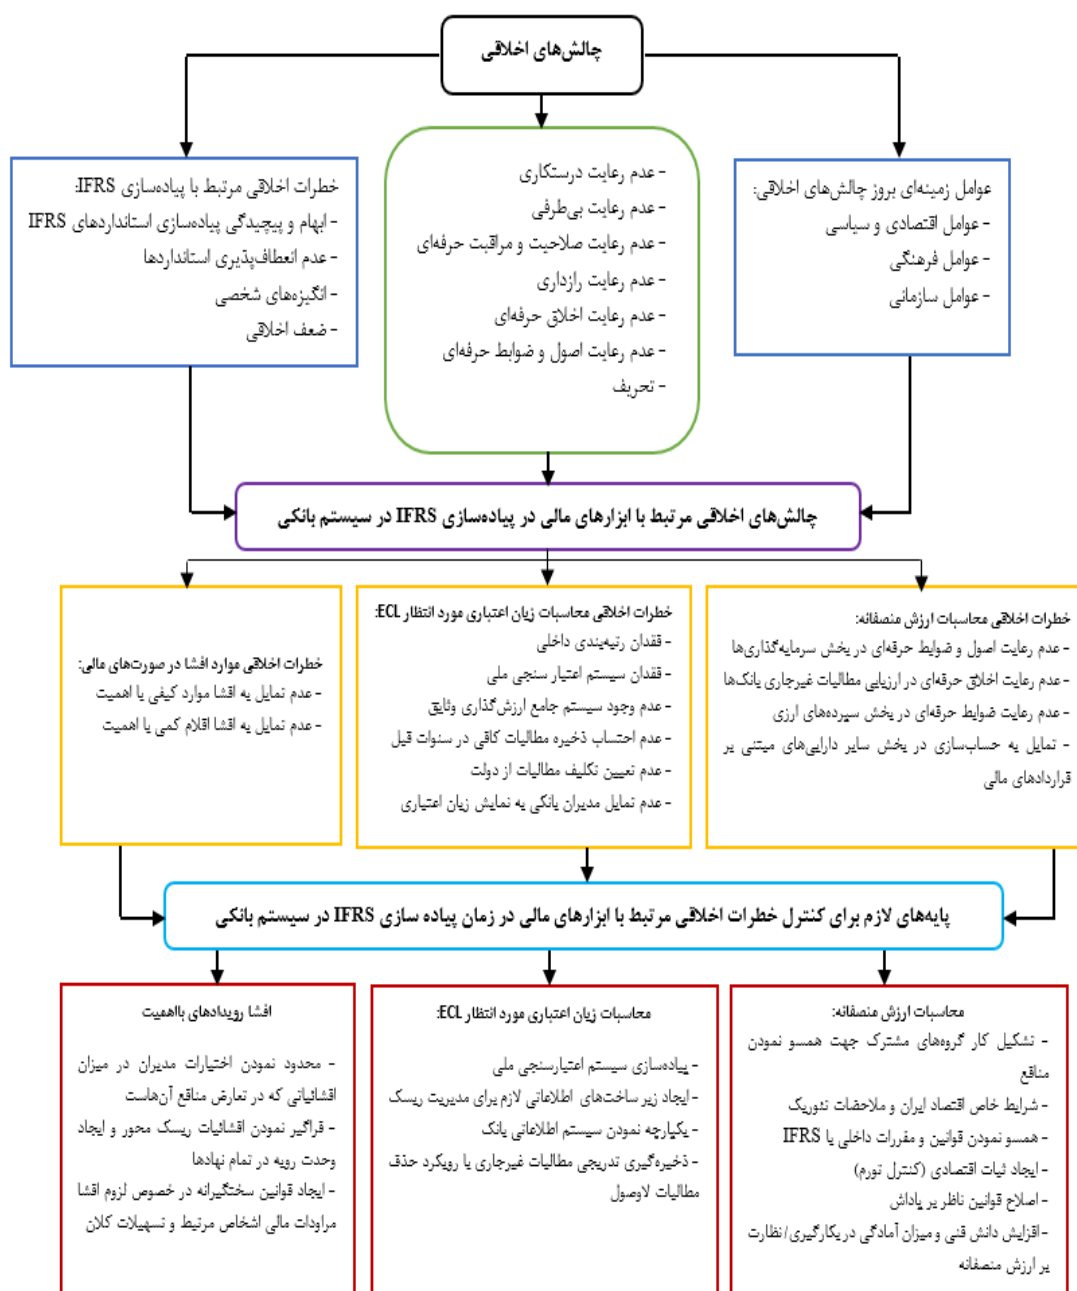 چالش‌های اخلاقی
عوامل زمینه‌ای بروز چالش‌های اخلاقی:
- عوامل اقتصادی و سیاسی
- عوامل فرهنگی
- عوامل سازمانی
- عدم رعایت درستکاری
- عدم رعایت بی‌طرفی
- عدم رعایت صلاحیت و مراقبت حرفه‌ای
- عدم رعایت رازداری
- عدم رعایت اخلاق حرفه‌ای
- عدم رعایت اصول و ضوابط حرفه‌ای
- تحریف
خطرات اخلاقی مرتبط با پیاده‌سازی IFRS:
- ابهام و پیچیدگی پیاده‌سازی استانداردهای IFRS
- عدم انعطاف‌پذیری استانداردها
- انگیزه‌های شخصی
- ضعف اخلاقی
چالش‌های اخلاقی مرتبط با ابزارهای مالی در پیاده‌سازی IFRS در سیستم بانکی
خطرات اخلاقی محاسبات ارزش منصفانه:
- عدم رعایت اصول و ضوابط حرفه‌ای در بخش سرمایه‌گذاری‌ها
- عدم رعایت اخلاق حرفه‌ای در ارزیابی مطالبات غیرجاری بانک‌ها
- عدم رعایت ضوابط حرفه‌ای در بخش سپرده‌های ارزی
- تمایل به حساب‌سازی در بخش سایر دارایی‌های مبتنی بر
قراردادهای مالی
خطرات اخلاقی محاسبات زیان اعتباری مورد انتظار ECL:
- فقدان رتبه‌بندی داخلی
- فقدان سیستم اعتبار سنجی ملی
- عدم وجود سیستم جامع ارزش‌گذاری وثایق
- عدم احتساب ذخیره مطالبات کافی در سنوات قبل
- عدم تعیین تکلیف مطالبات از دولت
- عدم تمایل مدیران بانکی به نمایش زیان اعتباری
خطرات اخلاقی موارد افشا در صورت‌های مالی:
- عدم تمایل به افشا موارد کیفی با اهمیت
- عدم تمایل به افشا اقلام کمی با اهمیت
پایه‌های لازم برای کنترل خطرات اخلاقی مرتبط با ابزارهای مالی در زمان پیاده سازی IFRS در سیستم بانکی
محاسبات ارزش منصفانه:
- تشکیل کار گروه‌های مشترک جهت همسو نمودن
منافع
- شرایط خاص اقتصاد ایران و ملاحضات تئوریک
- همسو نمودن قوانین و مقررات داخلی با IFRS
- ایجاد ثبات اقتصادی (کنترل تورم)
- اصلاح قوانین ناظر بر پاداش
- افزایش دانش فنی و میزان آمادگی در بکارگیری/نظارت
بر ارزش منصفانه
محاسبات زیان اعتباری مورد انتظار ECL:
- پیاده‌سازی سیستم اعتبارسنجی ملی
- ایجاد زیر ساخت‌های اطلاعاتی لازم برای مدیریت ریسک
- یکپارچه نمودن سیستم اطلاعاتی بانک
- ذخیره‌گیری تدریجی مطالبات غیرجاری با رویکرد حذف
مطالبات لاوصول
افشا رویدادهای بااهمیت
- محدود نمودن اختیارات مدیران در میزان
افشائیاتی که در تعارض منافع آن‌هاست
- فراگیر نمودن افشائیات ریسک محور و ایجاد
وحدت رویه در تمام نهادها
- ایجاد قوانین سختگیرانه در خصوص لزوم افشا
مراودات مالی اشخاص مرتبط و تسهیلات کلان